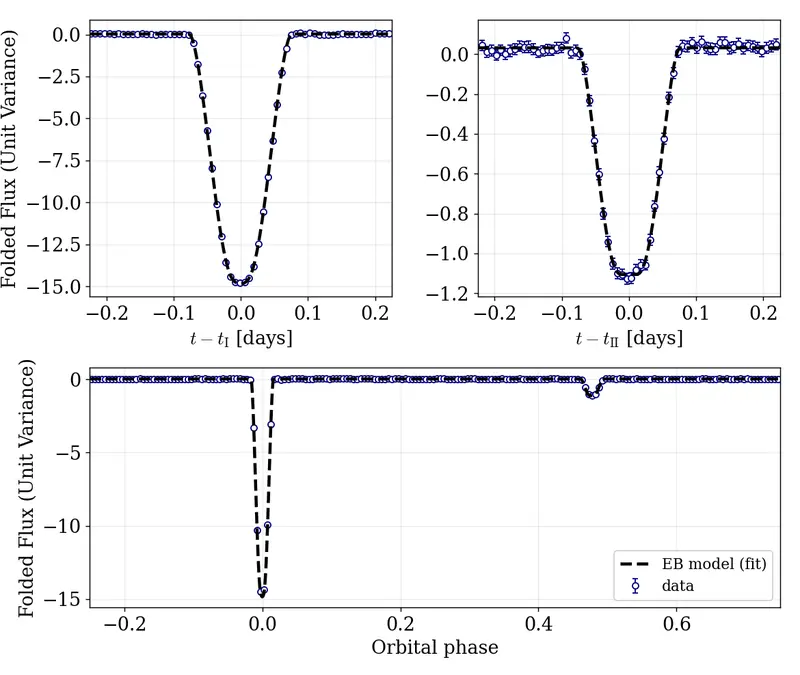 Folded Flux (Unit Variance)
0.0
−2.5
−5.0
−7.5
−10.0
−12.5
−15.0
−0.2 −0.1 0.0 0.1 0.2
t − tI [days]
0.0
−0.2
−0.4
−0.6
−0.8
−1.0
−1.2
−0.2 −0.1 0.0 0.1 0.2
t − tII [days]
Folded Flux (Unit Variance)
0
−5
−10
−15
−0.2 0.0 0.2 0.4 0.6
Orbital phase
EB model (fit)
data